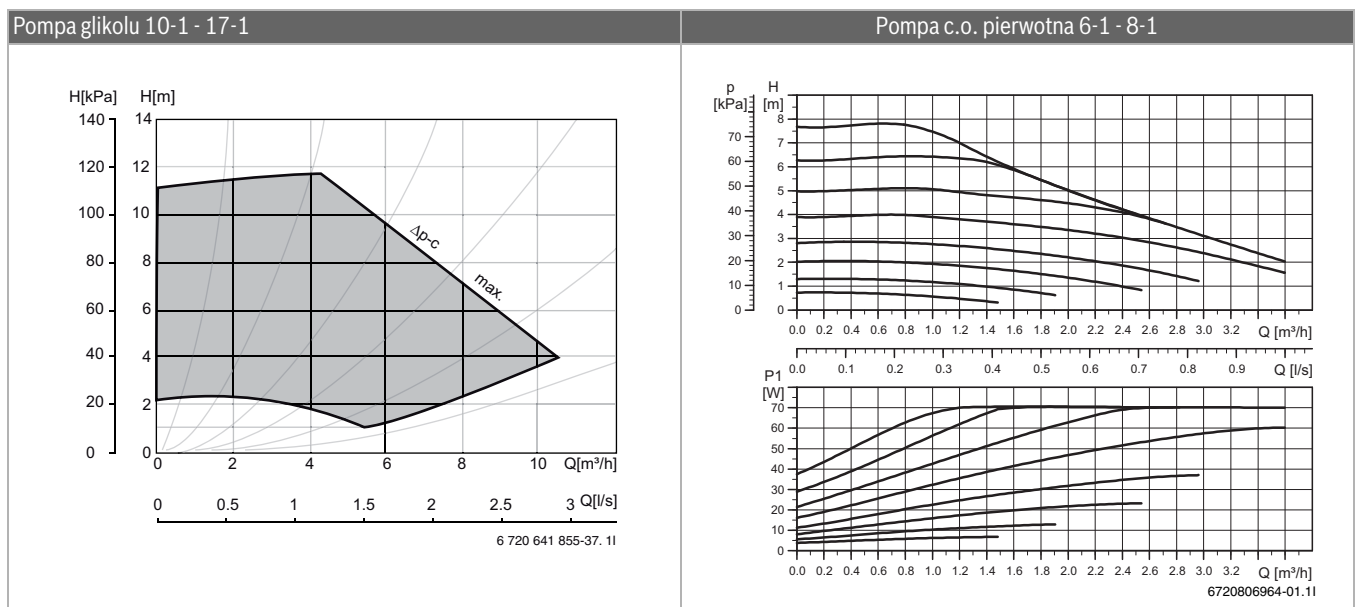 Pompa glikolu 10-1 - 17-1
H[kPa] H[m]
140 14
120 12
100 10
80 8
60 6
40 4
20 2
0 0
Δp-c
max.
0 2 4 6 8 10 Q[m³/h]
0 0.5 1 1.5 2 2.5 3 Q[l/s]
6 720 641 855-37. 1I
Pompa c.o. pierwotna 6-1 - 8-1
p H
[kPa] [m]
8
70 7
60 6
50 5
40 4
30 3
20 2
10 1
0 0
0.0 0.2 0.4 0.6 0.8 1.0 1.2 1.4 1.6 1.8 2.0 2.2 2.4 2.6 2.8 3.0 3.2 Q [m³/h]
0.0 0.1 0.2 0.3 0.4 0.5 0.6 0.7 0.8 0.9 Q [l/s]
P1
[W]
70
60
50
40
30
20
10
0
0.0 0.2 0.4 0.6 0.8 1.0 1.2 1.4 1.6 1.8 2.0 2.2 2.4 2.6 2.8 3.0 3.2 Q [m³/h]
6720806964-01.1I